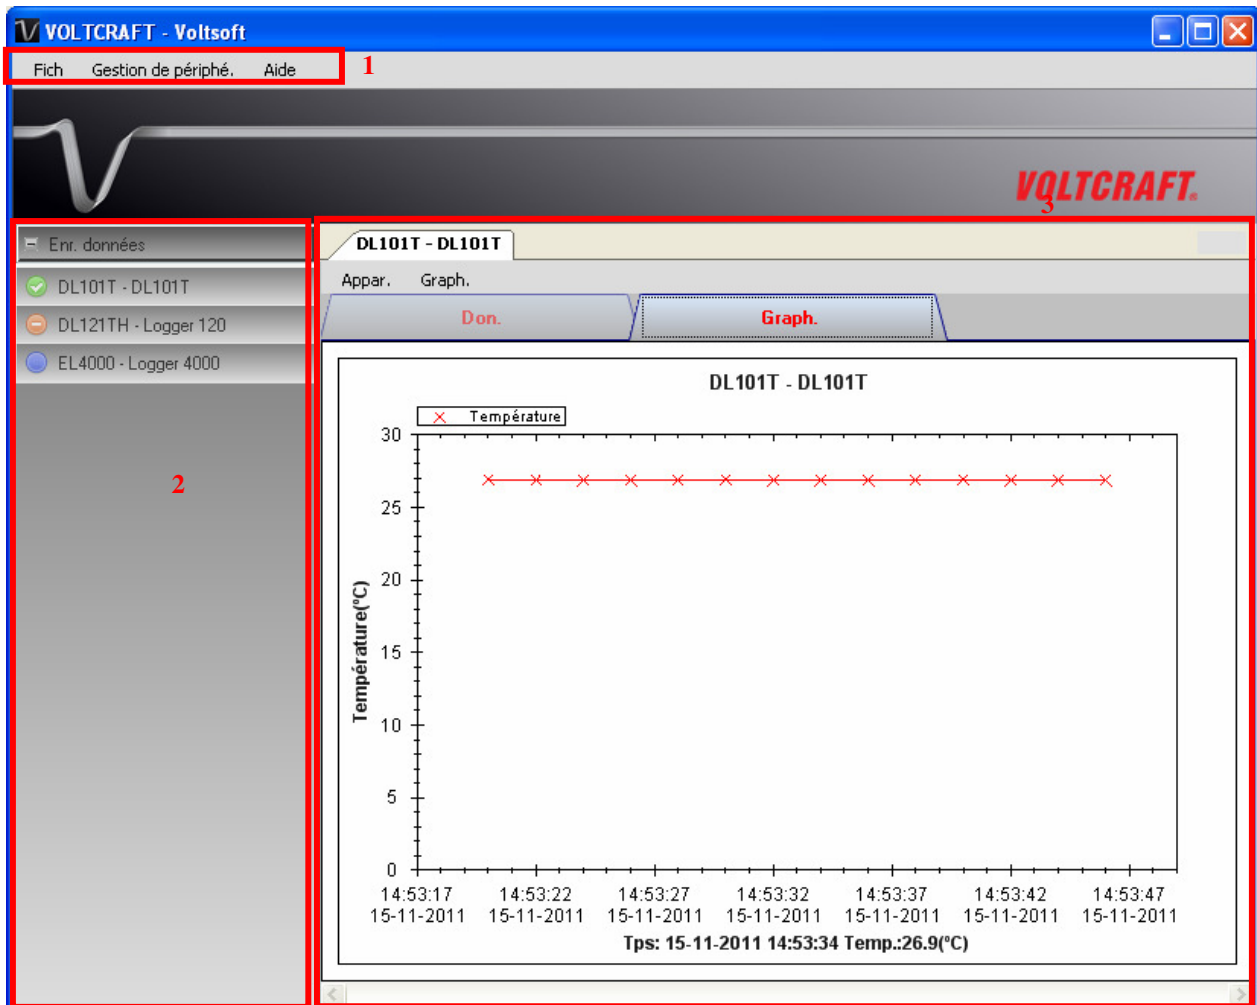 VOLTCRAFT - Voltsoft
Fich Gestion de périphé. Aide
1
VOLTCRAFT.
3
Enr. données
DL101T - DL101T
DL121TH - Logger 120
EL4000 - Logger 4000
2
DL101T - DL101T
Appar. Graph.
Don. Graph.
DL101T - DL101T
Température
30
25
20
15
10
5
0
Température(ºC)
14:53:17 14:53:22 14:53:27 14:53:32 14:53:37 14:53:42 14:53:47
15-11-2011 15-11-2011 15-11-2011 15-11-2011 15-11-2011 15-11-2011 15-11-2011
Tps: 15-11-2011 14:53:34 Temp.:26.9(ºC)